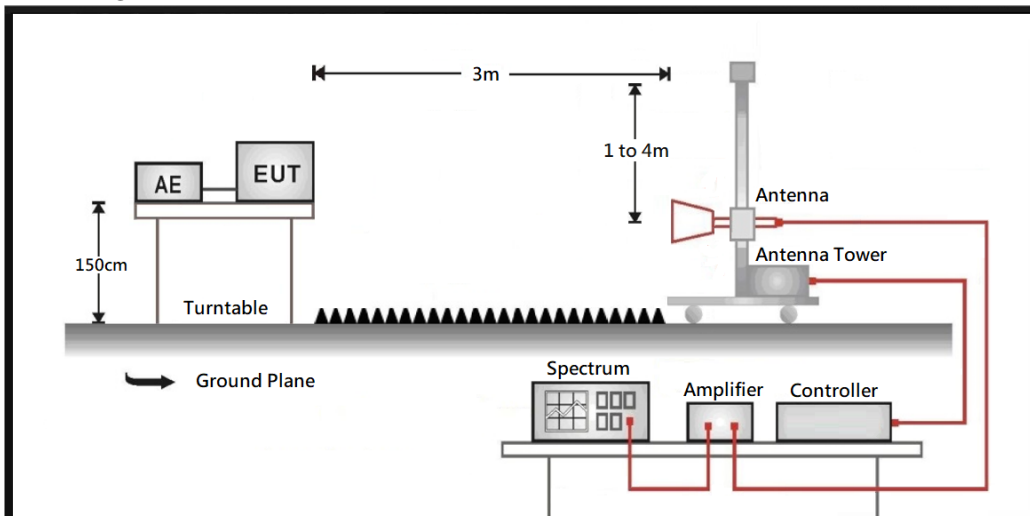 3m
1 to 4m
AE
EUT
Antenna
150cm
Antenna Tower
Turntable
Ground Plane
Spectrum
Amplifier
Controller